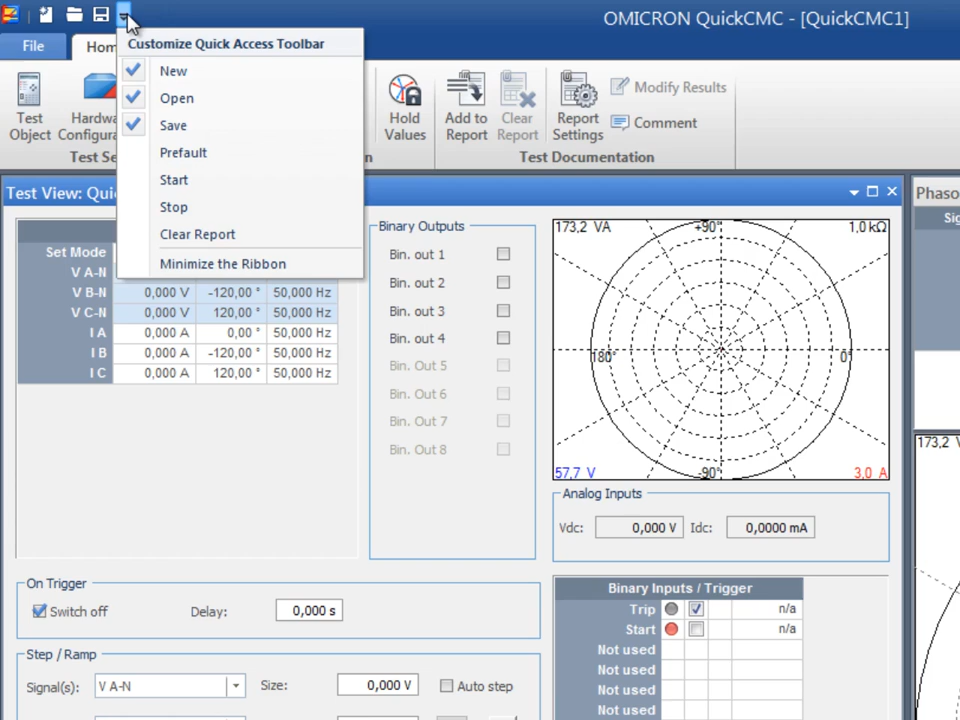 OMICRON QuickCMC - [QuickCMC1]
File
Hom
Customize Quick Access Toolbar
New
Open
Save
Prefault
Start
Stop
Clear Report
Minimize the Ribbon
Test Object
Hardwa
Configura
Test Se
Hold Values
Add to Report
Clear Report
Report Settings
Modify Results
Comment
n
Test Documentation
Test View: Qui
Phaso
Sig
Set Mode
V A-N
V B-N 0,000 V -120,00 ° 50,000 Hz
V C-N 0,000 V 120,00 ° 50,000 Hz
I A 0,000 A 0,00 ° 50,000 Hz
I B 0,000 A -120,00 ° 50,000 Hz
I C 0,000 A 120,00 ° 50,000 Hz
Binary Outputs
Bin. out 1
Bin. out 2
Bin. out 3
Bin. out 4
Bin. Out 5
Bin. Out 6
Bin. Out 7
Bin. Out 8
173,2 VA +90° 1,0 kΩ
180° 0°
57,7 V -90° 3,0 A
173,2 V
Analog Inputs
Vdc: 0,000 V Idc: 0,0000 mA
On Trigger
Switch off Delay: 0,000 s
Binary Inputs / Trigger
Trip n/a
Start n/a
Not used
Not used
Not used
Not used
Step / Ramp
Signal(s): V A-N Size: 0,000 V Auto step